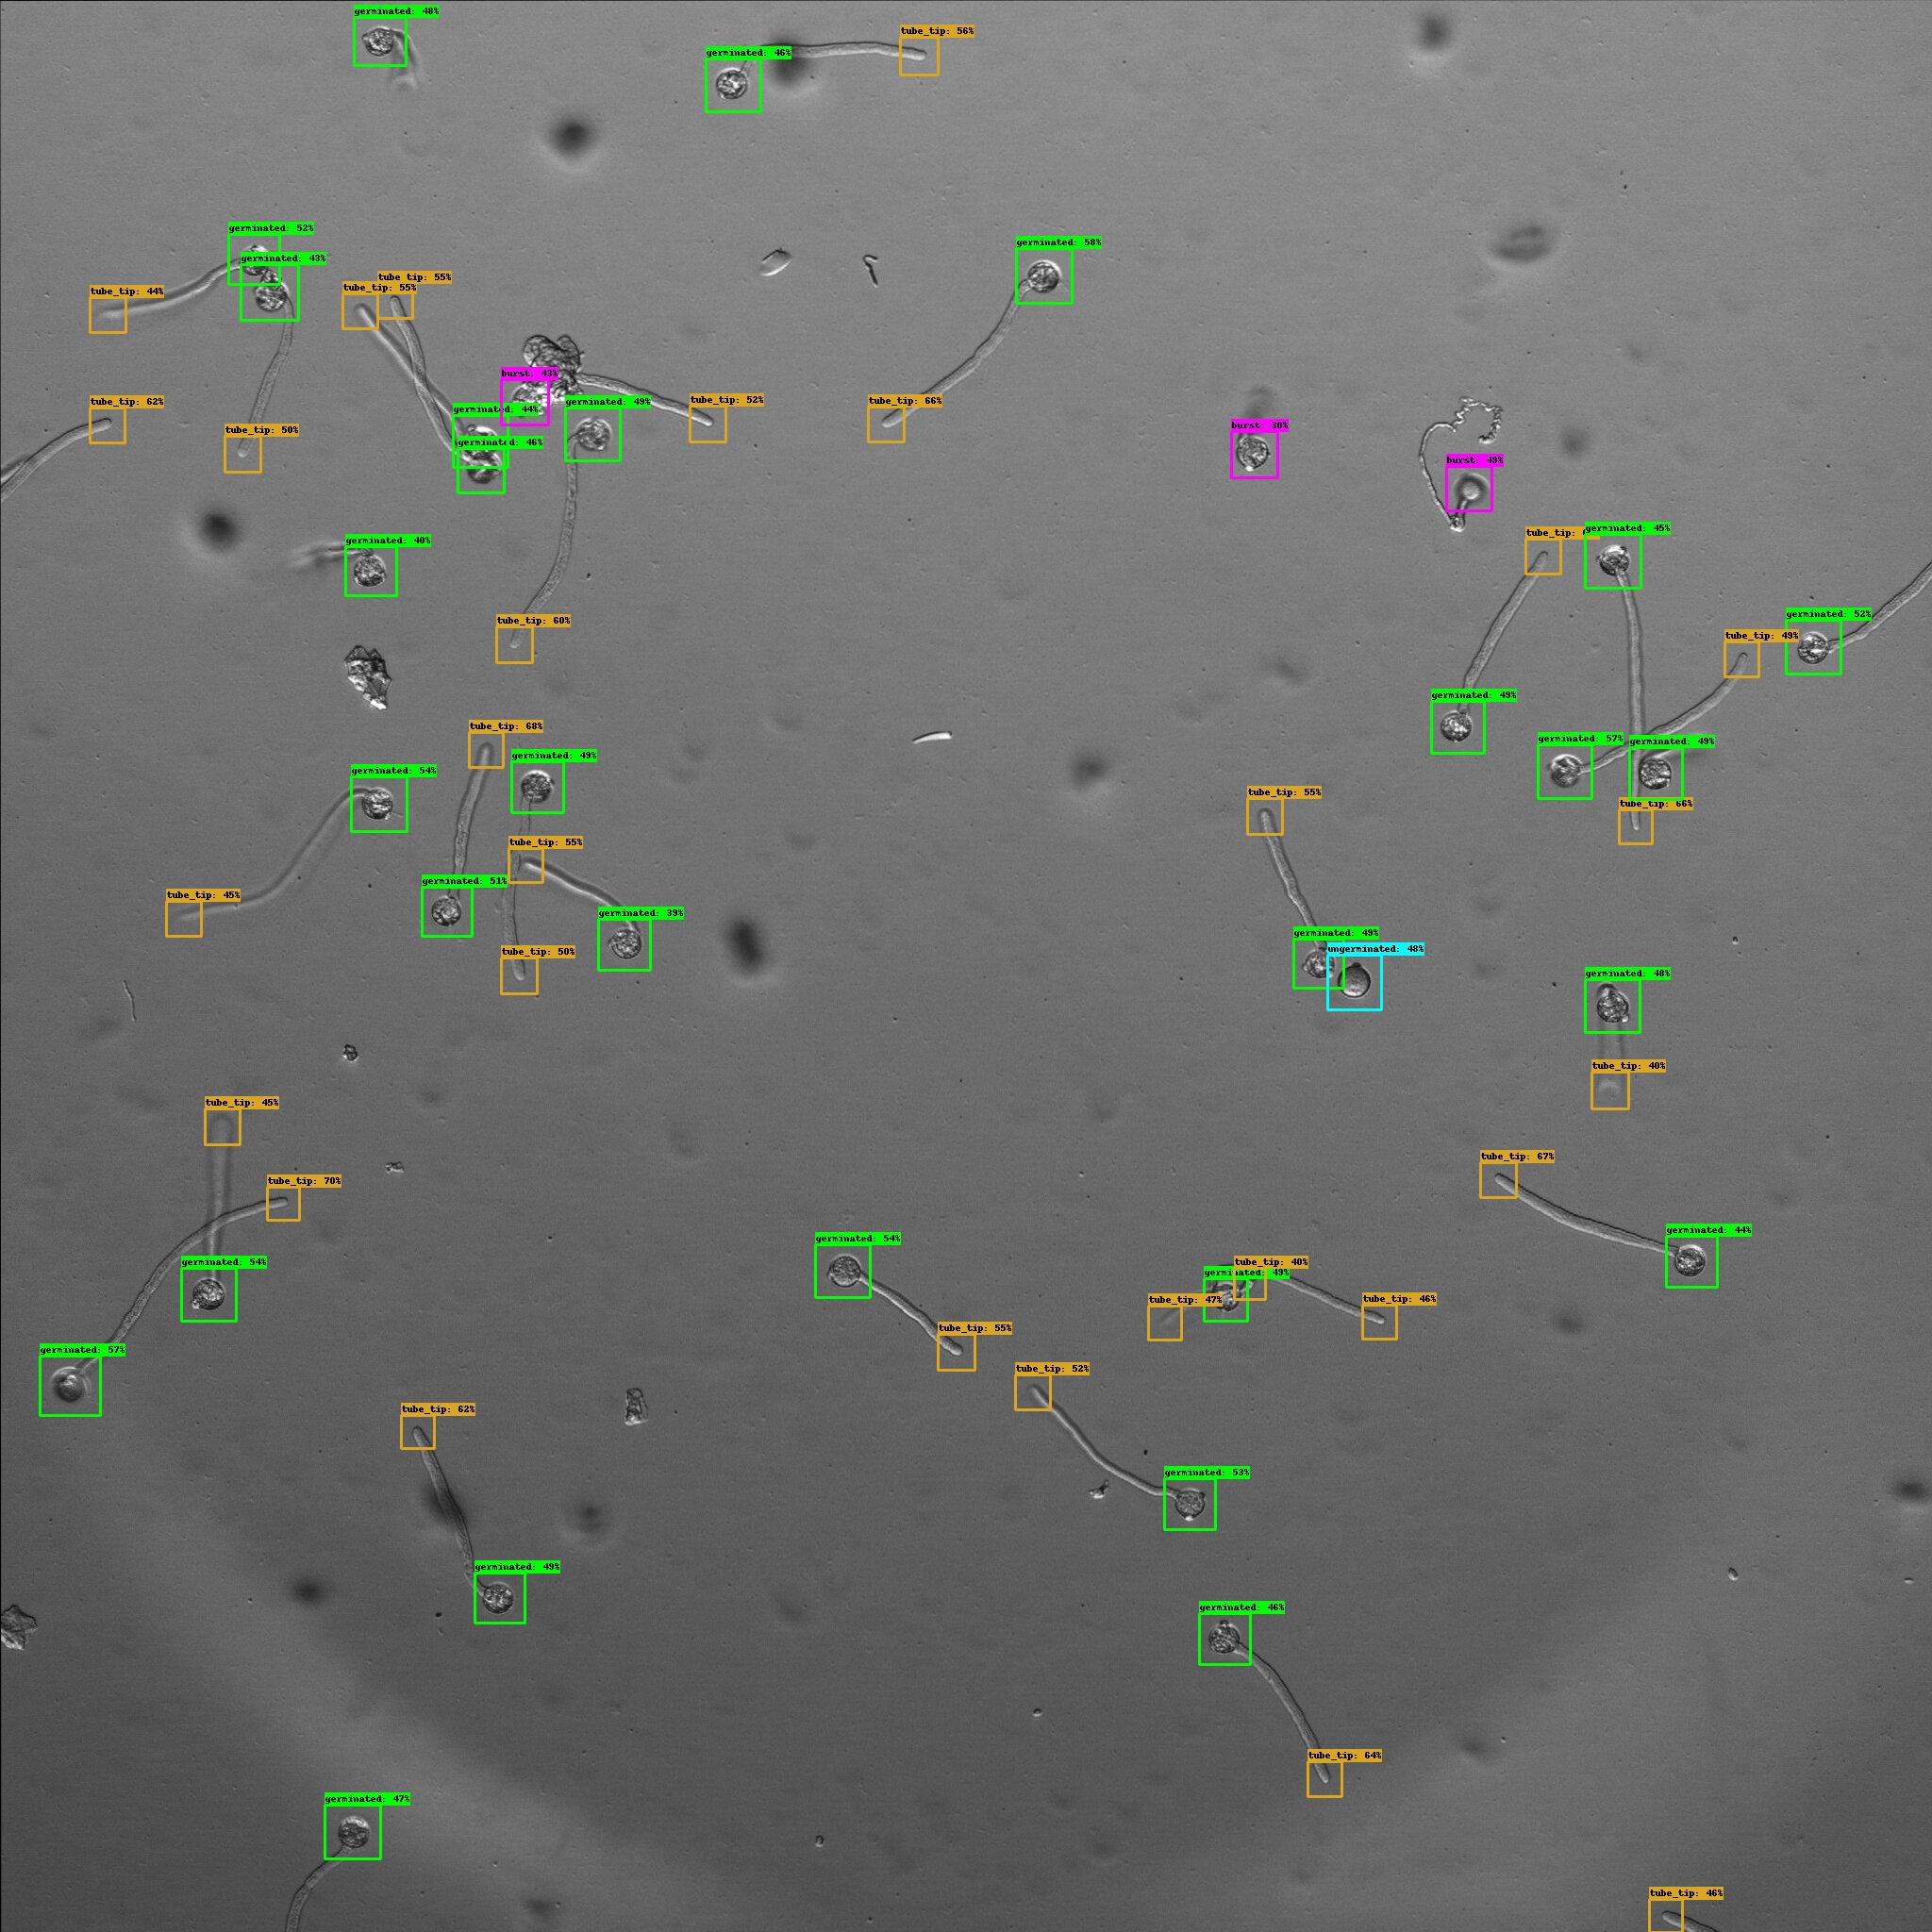 germinated: 48%
tube_tip: 56%
germinated: 46%
germinated: 52%
germinated: 58%
germinated: 43%
tube_tip: 55%
tube_tip: 44%
tube_tip: 55%
burst: 43%
tube_tip: 62%
germinated: 49%
tube_tip: 52%
tube_tip: 66%
germinated: 44%
burst: 30%
tube_tip: 50%
germinated: 46%
burst: 49%
germinated: 45%
tube_tip:
germinated: 40%
germinated: 52%
tube_tip: 60%
tube_tip: 49%
germinated: 49%
tube_tip: 68%
germinated: 57%
germinated: 49%
germinated: 49%
germinated: 54%
tube_tip: 55%
tube_tip: 66%
tube_tip: 55%
germinated: 51%
tube_tip: 45%
germinated: 39%
germinated: 49%
tube_tip: 50%
ungerminated: 48%
germinated: 48%
tube_tip: 40%
tube_tip: 45%
tube_tip: 67%
tube_tip: 70%
germinated: 44%
germinated: 54%
germinated: 54%
tube_tip: 40%
germinated: 49%
tube_tip: 47%
tube_tip: 46%
tube_tip: 55%
germinated: 57%
tube_tip: 52%
tube_tip: 62%
germinated: 53%
germinated: 49%
germinated: 46%
tube_tip: 64%
germinated: 47%
tube_tip: 46%